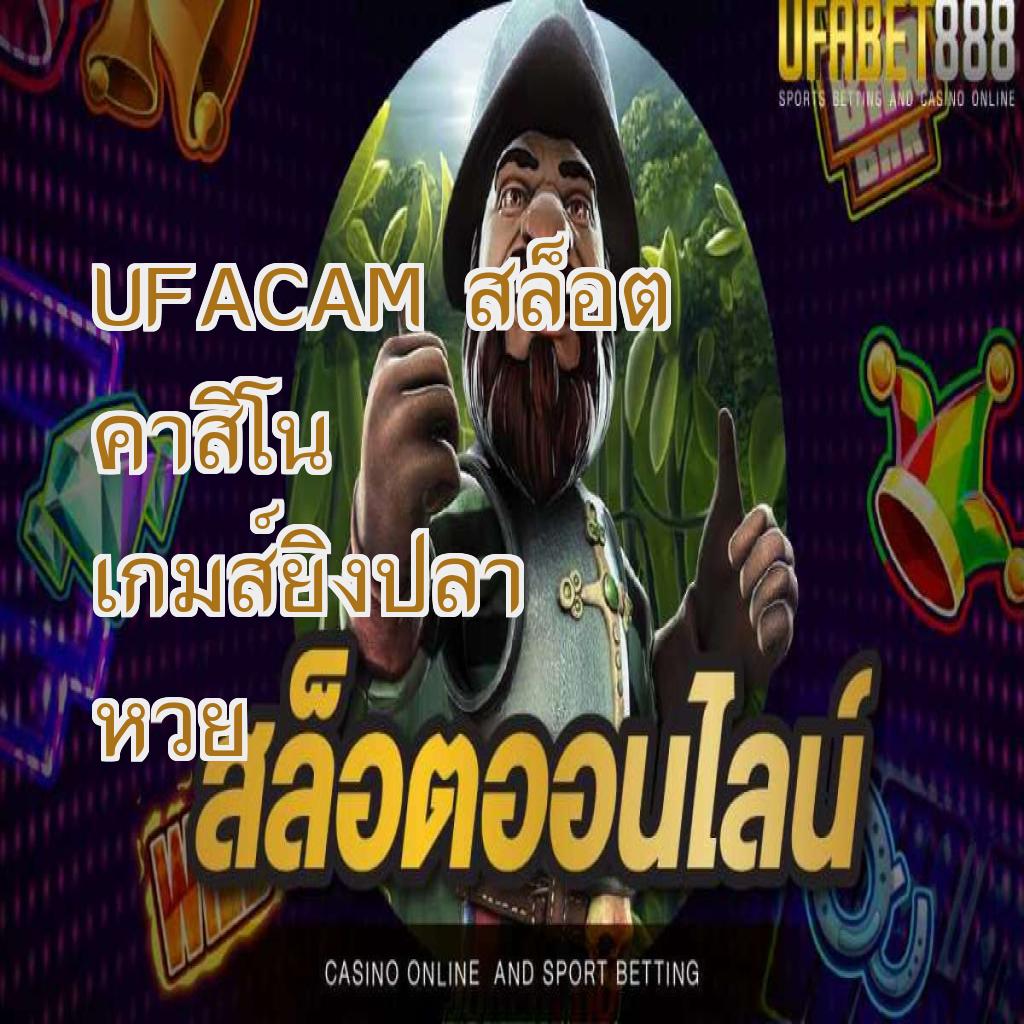 UFABET888
SPORTS BETTING AND CASINO ONLINE
BAR
UFACAM สล็อต
คาสิโน
เกมส์ยิงปลา
หวย
สล็อตออนไลน์
CASINO ONLINE AND SPORT BETTING